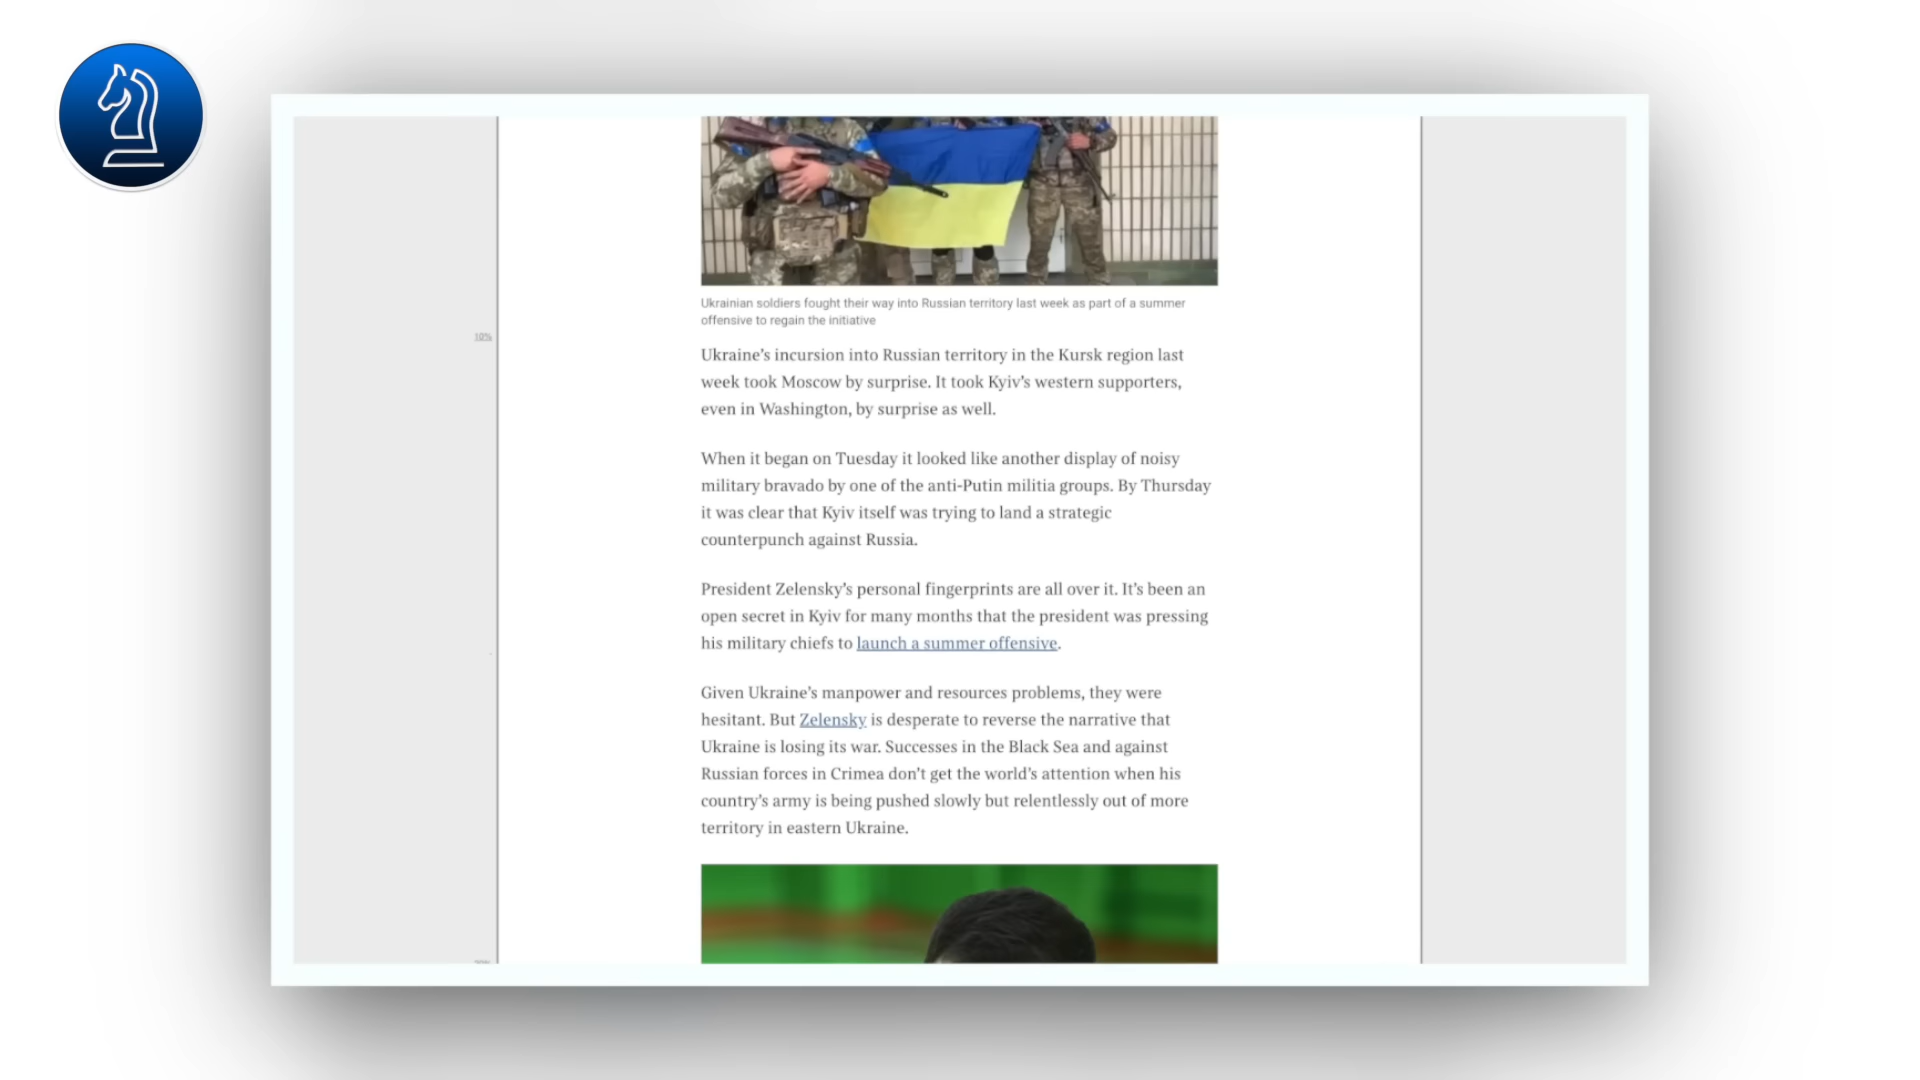 Ukrainian soldiers fought their way into Russian territory last week as part of a summer
offensive to regain the initiative
10%
Ukraine's incursion into Russian territory in the Kursk region last
week took Moscow by surprise. It took Kyiv's western supporters,
even in Washington, by surprise as well.
When it began on Tuesday it looked like another display of noisy
military bravado by one of the anti-Putin militia groups. By Thursday
it was clear that Kyiv itself was trying to land a strategic
counterpunch against Russia.
President Zelensky's personal fingerprints are all over it. It's been an
open secret in Kyiv for many months that the president was pressing
his military chiefs to launch a summer offensive.
Given Ukraine's manpower and resources problems, they were
hesitant. But Zelensky is desperate to reverse the narrative that
Ukraine is losing its war. Successes in the Black Sea and against
Russian forces in Crimea don't get the world's attention when his
country's army is being pushed slowly but relentlessly out of more
territory in eastern Ukraine.